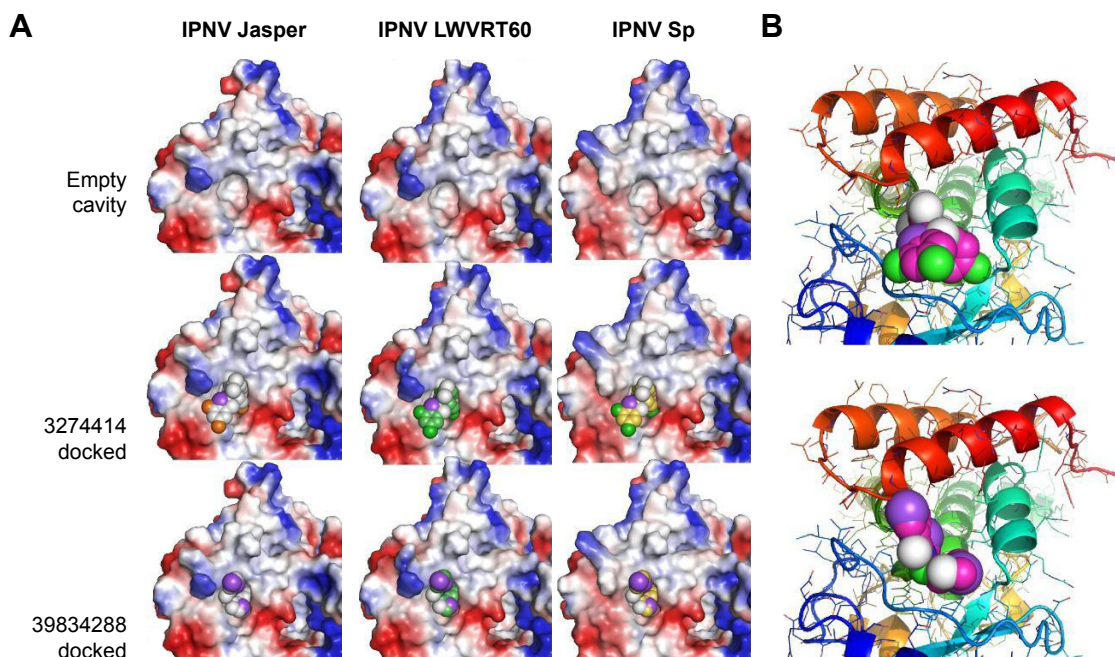 A
IPNV Jasper
IPNV LWVRT60
IPNV Sp
B
Empty
cavity
3274414
docked
39834288
docked